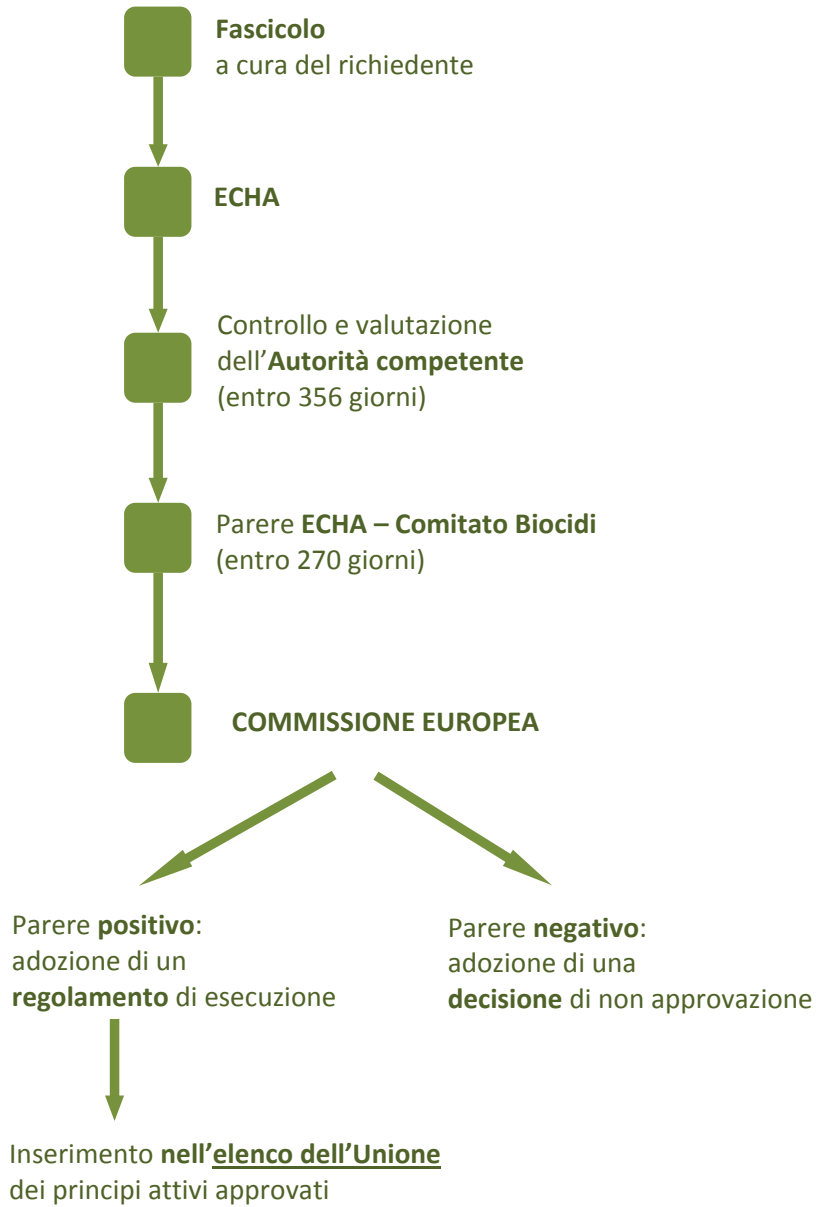 Fascicolo
a cura del richiedente
ECHA
Controllo e valutazione
dell’Autorità competente
(entro 356 giorni)
Parere ECHA – Comitato Biocidi
(entro 270 giorni)
COMMISSIONE EUROPEA
Parere positivo:
adozione di un
regolamento di esecuzione
Parere negativo:
adozione di una
decisione di non approvazione
Inserimento nell’elenco dell’Unione
dei principi attivi approvati